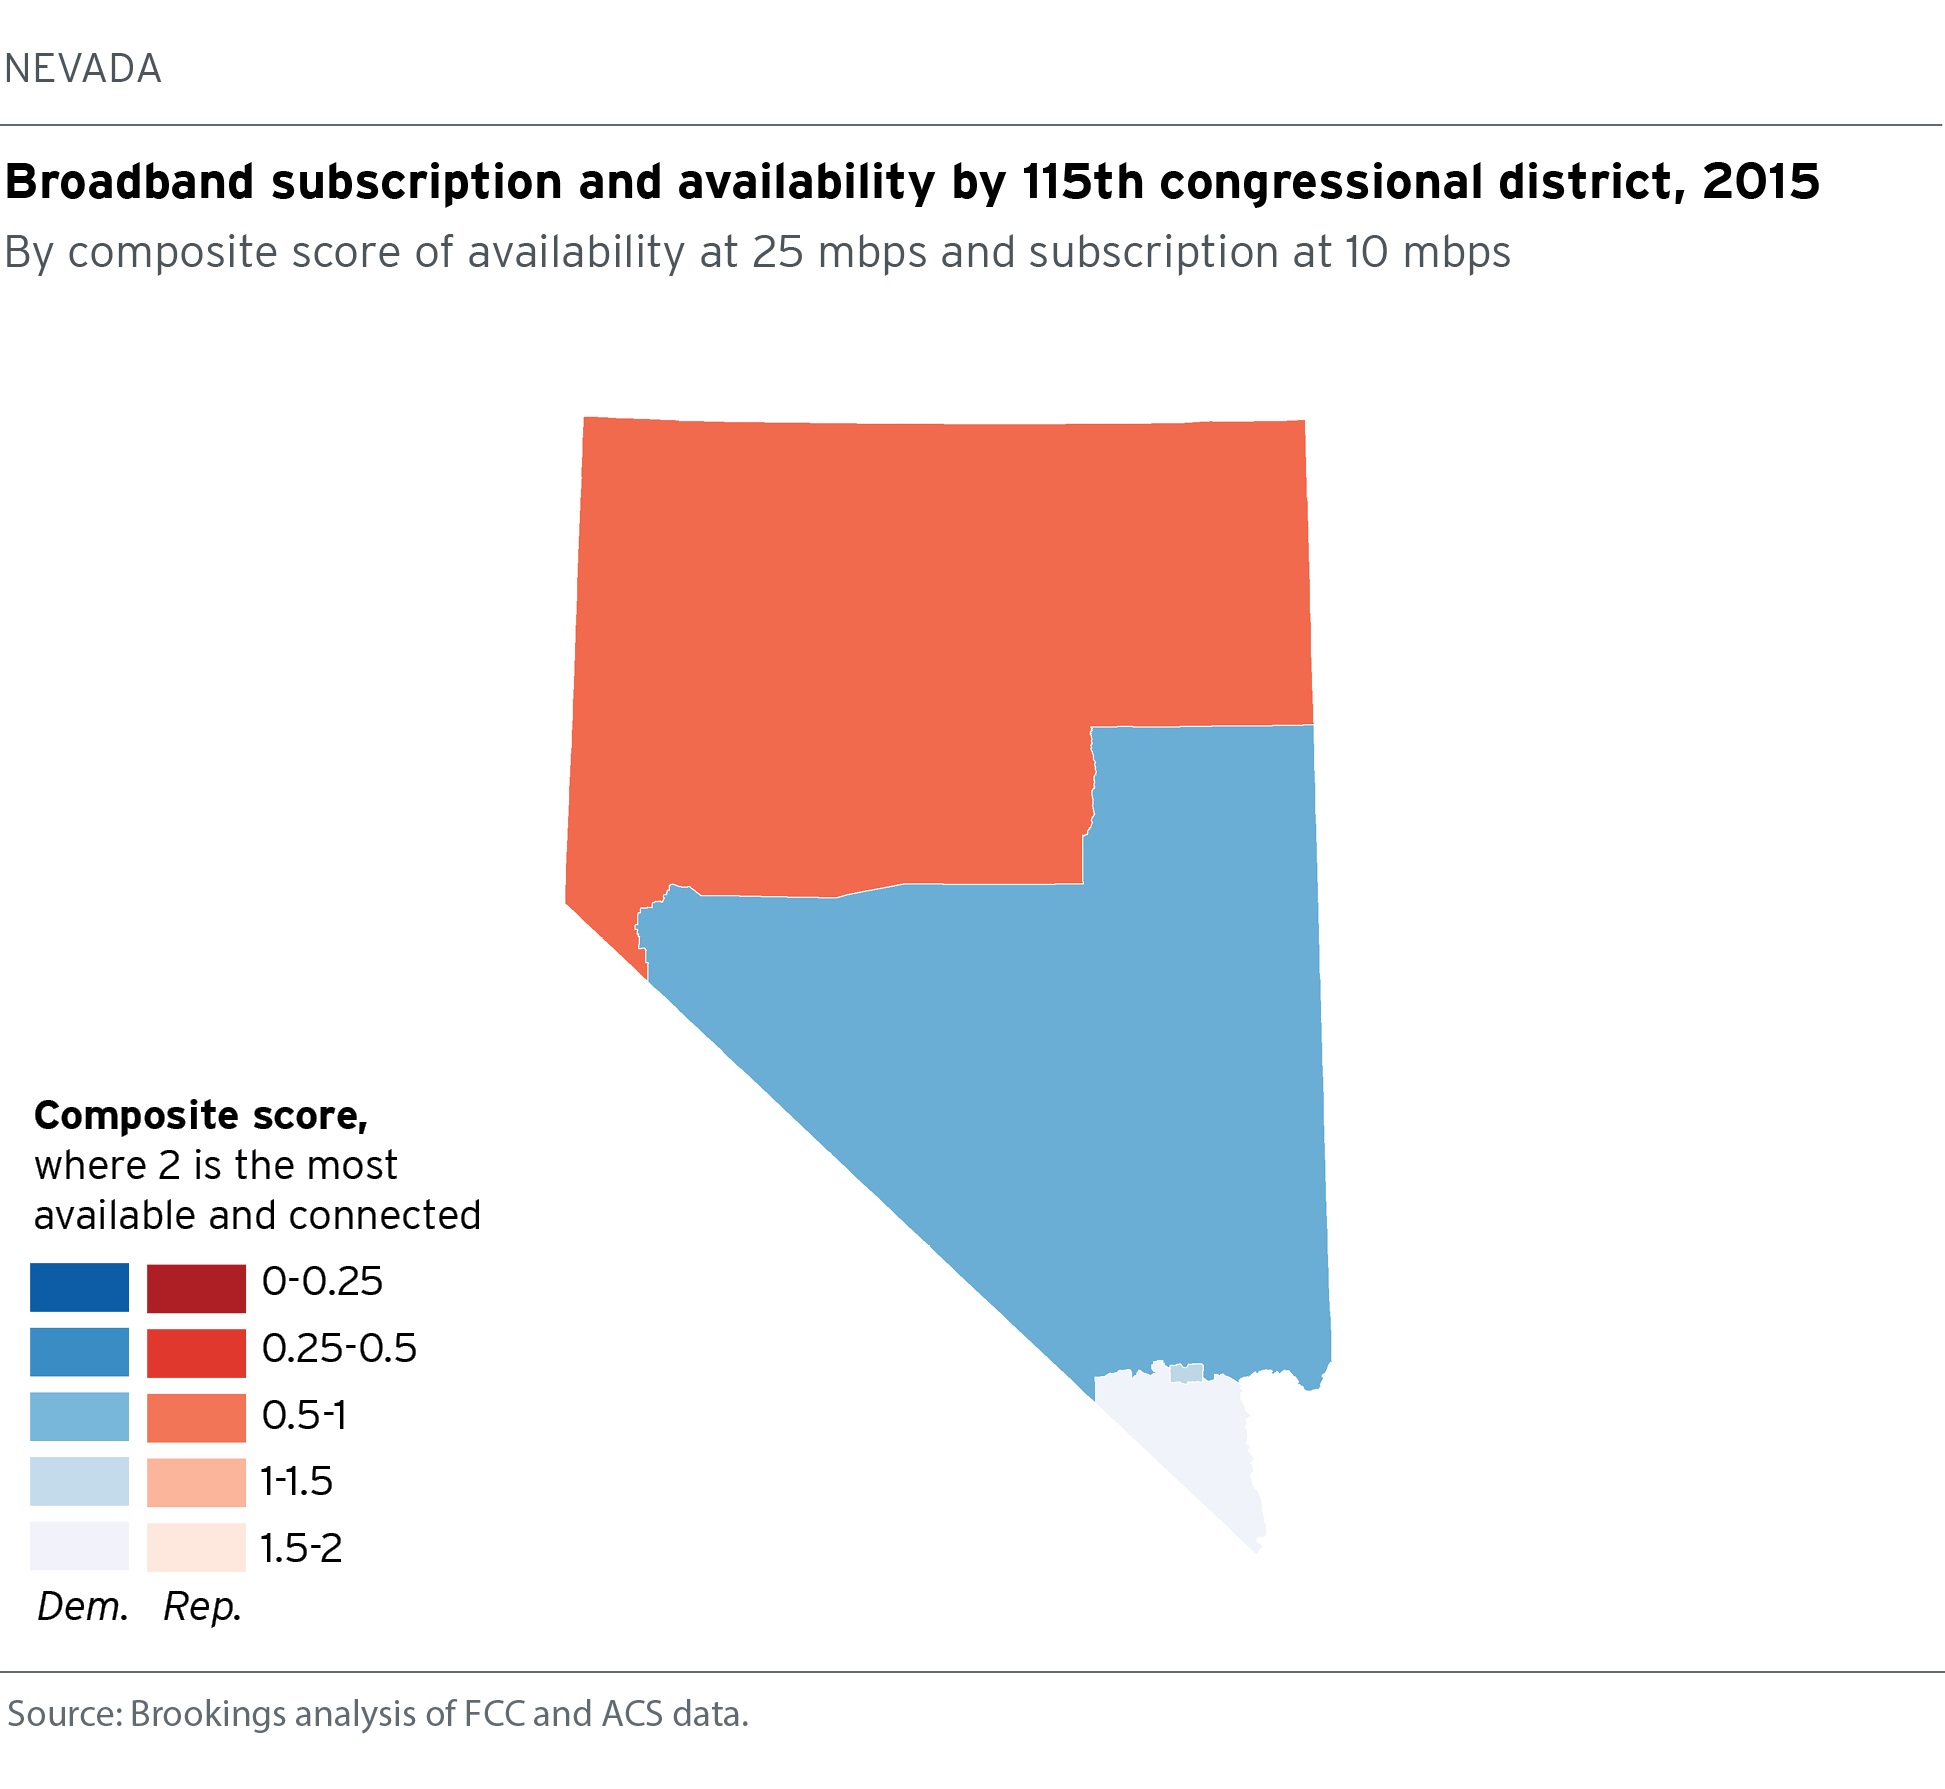 NEVADA
Broadband subscription and availability by 115th congressional district, 2015
By composite score of availability at 25 mbps and subscription at 10 mbps
Composite score,
where 2 is the most
available and connected
0-0.25
0.25-0.5
0.5-1
1-1.5
1.5-2
Dem. Rep.
Source: Brookings analysis of FCC and ACS data.